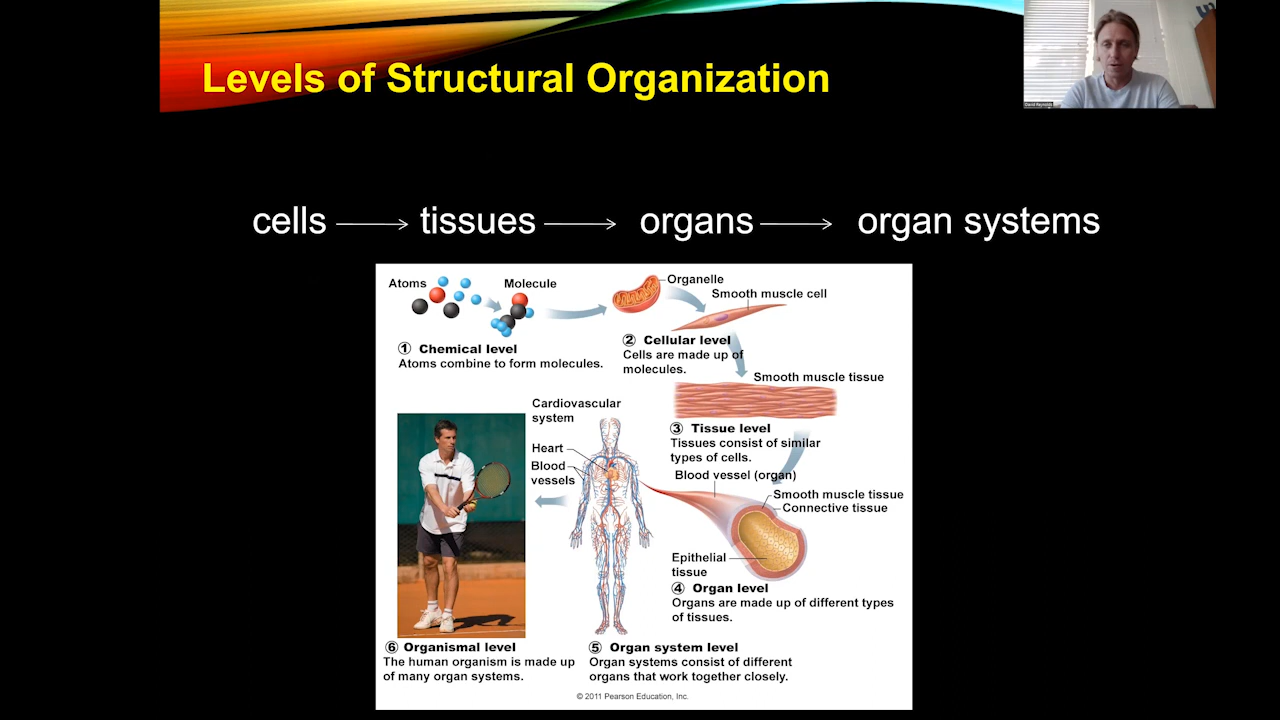 Levels of Structural Organization
David Reynolds
cells → tissues → organs → organ systems
Atoms
Molecule
Organelle
Smooth muscle cell
1 Chemical level
Atoms combine to form molecules.
2 Cellular level
Cells are made up of
molecules.
Smooth muscle tissue
3 Tissue level
Tissues consist of similar
types of cells.
Cardiovascular
system
Heart
Blood
vessels
Blood vessel (organ)
Smooth muscle tissue
Connective tissue
Epithelial
tissue
4 Organ level
Organs are made up of different types
of tissues.
6 Organismal level
The human organism is made up
of many organ systems.
5 Organ system level
Organ systems consist of different
organs that work together closely.
© 2011 Pearson Education, Inc.